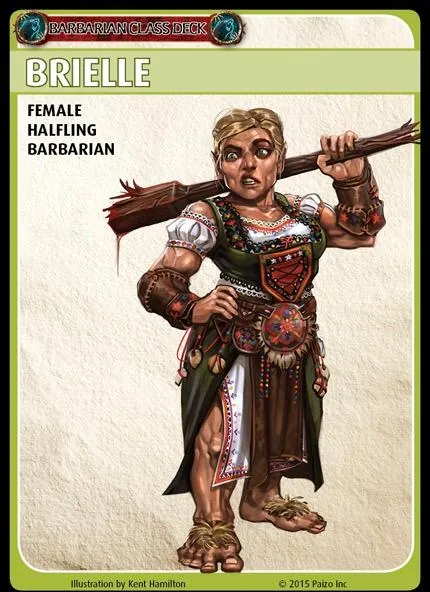 BARBARIAN CLASS DECK
BRIELLE
FEMALE
HALFLING
BARBARIAN
Illustration by Kent Hamilton © 2015 Paizo Inc